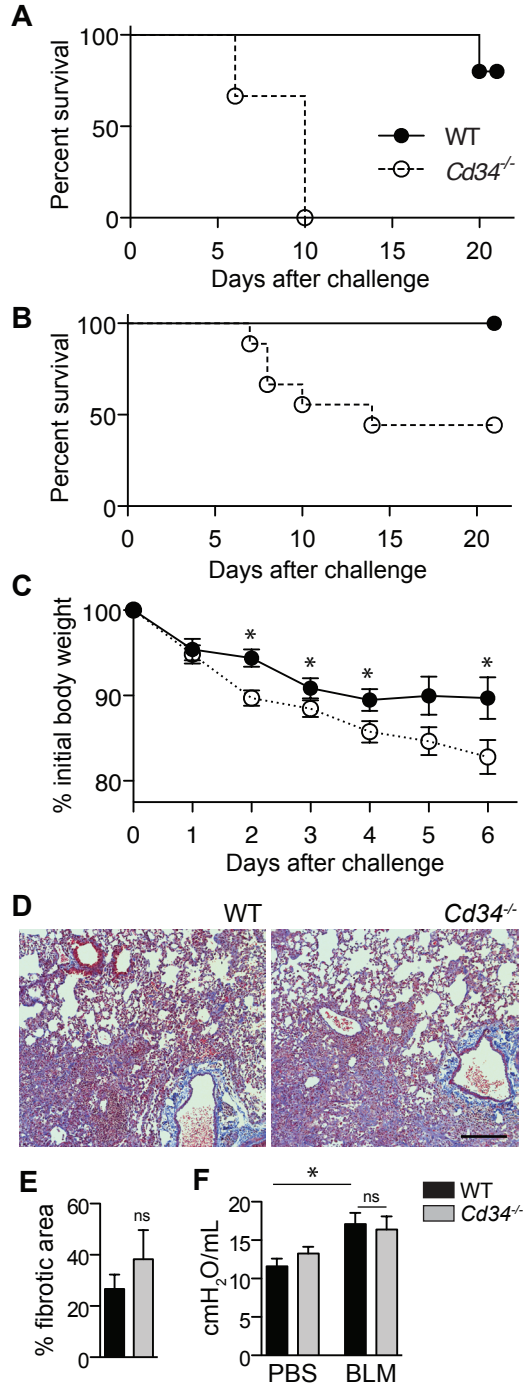 A
Percent survival
100
50
0
0 5 10 15 20
Days after challenge
WT
Cd34-/-
B
Percent survival
100
50
0
0 5 10 15 20
Days after challenge
C
% initial body weight
100
90
80
* * * *
0 1 2 3 4 5 6
Days after challenge
D
WT
Cd34-/-
E
% fibrotic area
60
40
20
0
ns
F
cmH2O/mL
20
15
10
5
0
*
ns
PBS BLM
WT
Cd34-/-